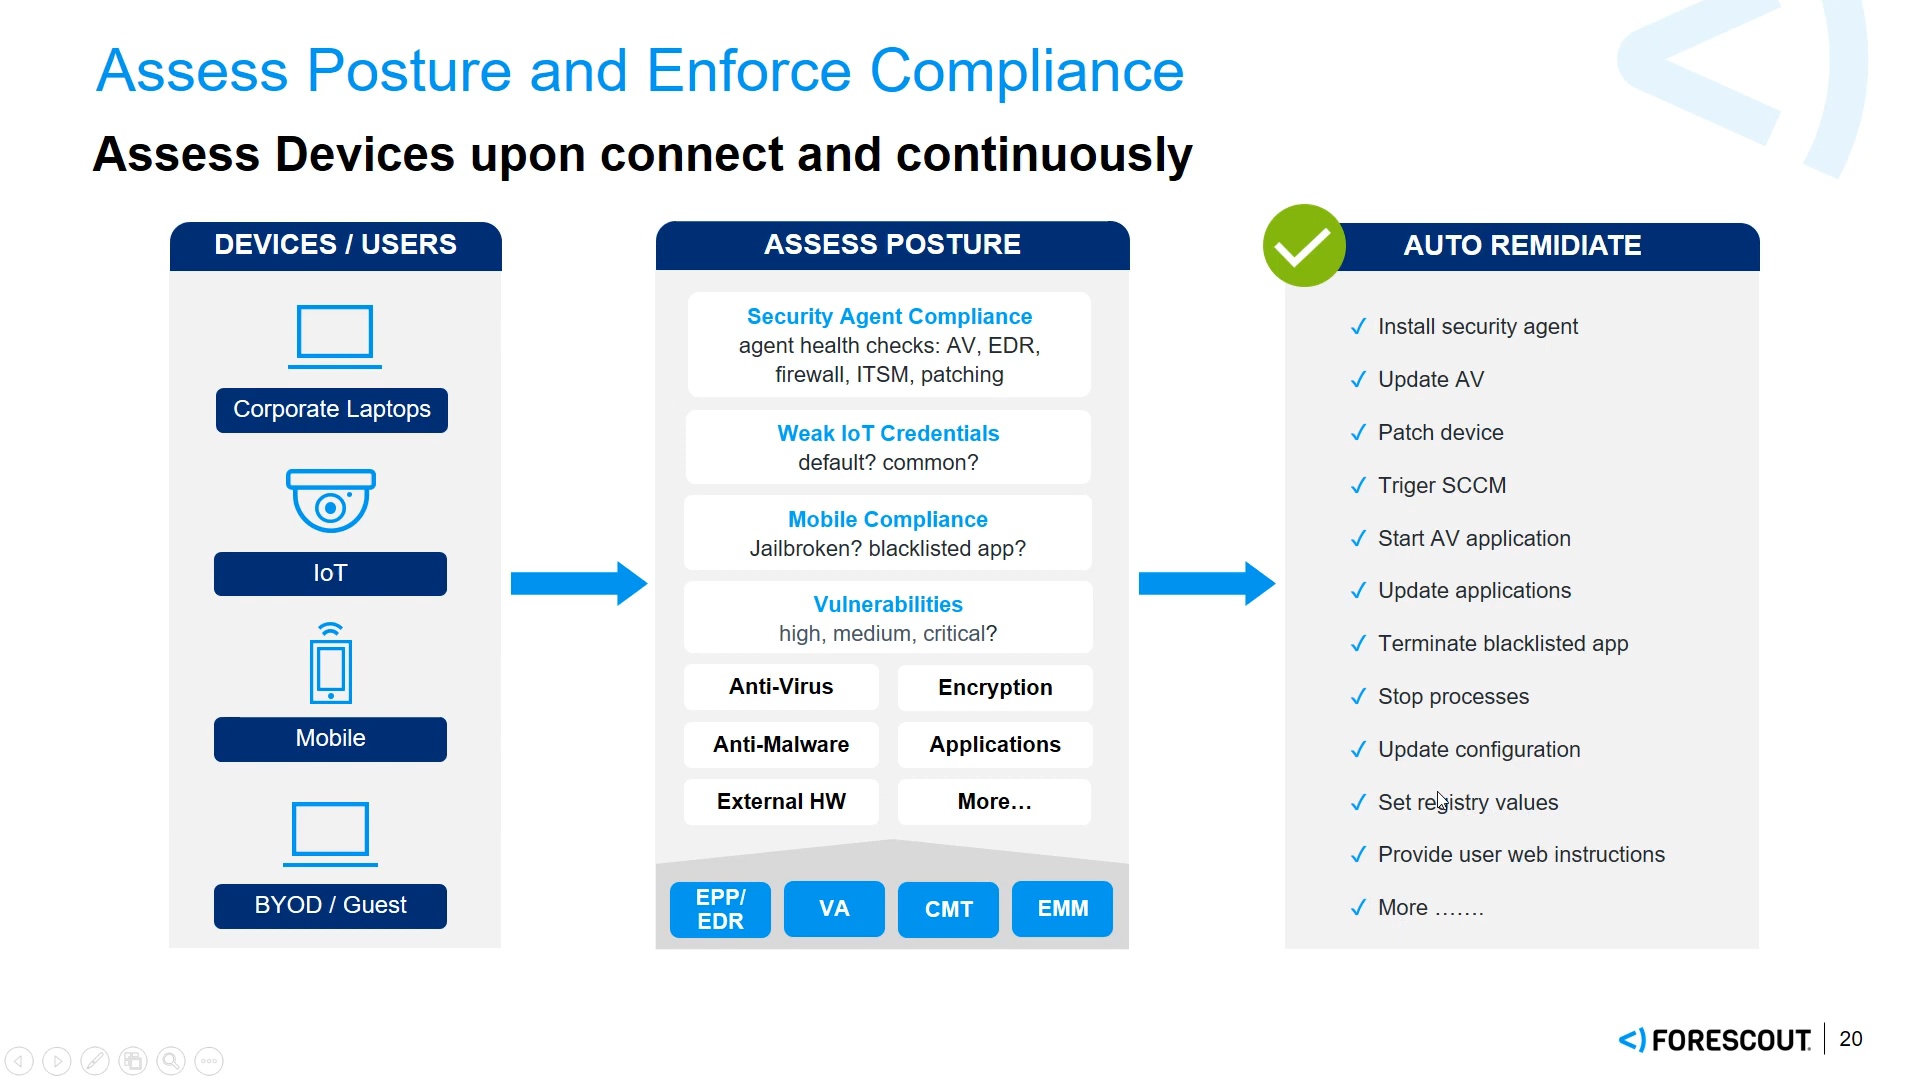 Assess Posture and Enforce Compliance
Assess Devices upon connect and continuously
DEVICES / USERS
Corporate Laptops
IoT
Mobile
BYOD / Guest
ASSESS POSTURE
Security Agent Compliance
agent health checks: AV, EDR,
firewall, ITSM, patching
Weak IoT Credentials
default? common?
Mobile Compliance
Jailbroken? blacklisted app?
Vulnerabilities
high, medium, critical?
Anti-Virus
Encryption
Anti-Malware
Applications
External HW
More…
EPP/
EDR
VA
CMT
EMM
AUTO REMIDIATE
✓ Install security agent
✓ Update AV
✓ Patch device
✓ Triger SCCM
✓ Start AV application
✓ Update applications
✓ Terminate blacklisted app
✓ Stop processes
✓ Update configuration
✓ Set registry values
✓ Provide user web instructions
✓ More …….
FORESCOUT.
20